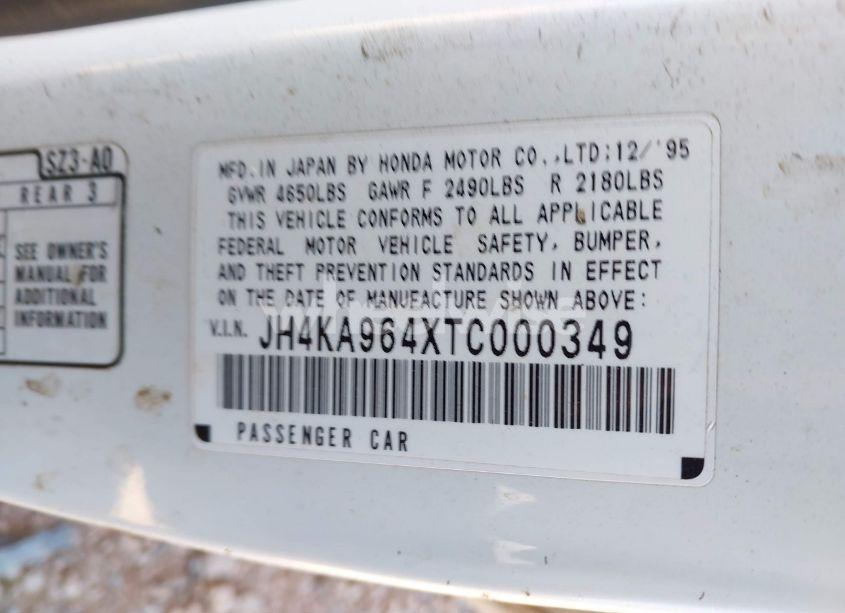 SZ3-A0
REAR 3
SEE OWNER'S
MANUAL FOR
ADDITIONAL
INFORMATION
MFD. IN JAPAN BY HONDA MOTOR CO., LTD: 12/'95
GVWR 4650LBS GAWR F 2490LBS R 2180LBS
THIS VEHICLE CONFORMS TO ALL APPLICABLE
FEDERAL MOTOR VEHICLE SAFETY, BUMPER,
AND THEFT PREVENTION STANDARDS IN EFFECT
ON THE DATE OF MANUFACTURE SHOWN ABOVE:
V.I.N. JH4KA964XTC000349
PASSENGER CAR